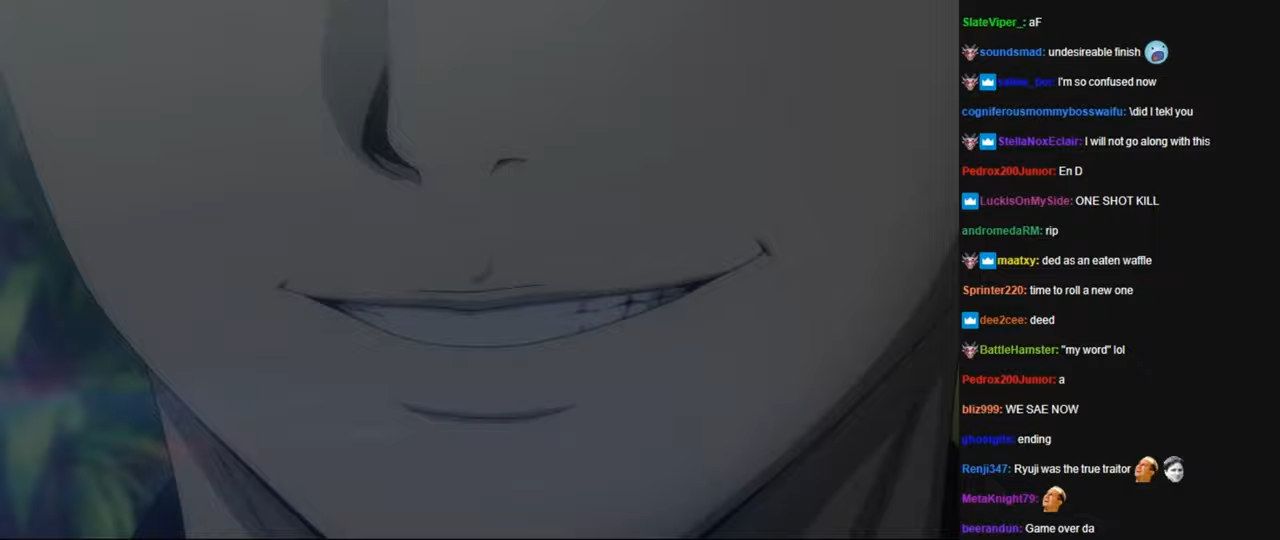 SlateViper_: aF
soundsmad: undesireable finish
I'm so confused now
cogniferousmommybosswaifu: \did I tekl you
StellaNoxEclair: I will not go along with this
Pedrox200Junior: En D
LuckIsOnMySide: ONE SHOT KILL
andromedaRM: rip
maatxy: ded as an eaten waffle
Sprinter220: time to roll a new one
dee2cee: deed
BattleHamster: "my word" lol
Pedrox200Junior: a
bliz999: WE SAE NOW
ending
Renji347: Ryuji was the true traitor
MetaKnight79:
beerandun: Game over da